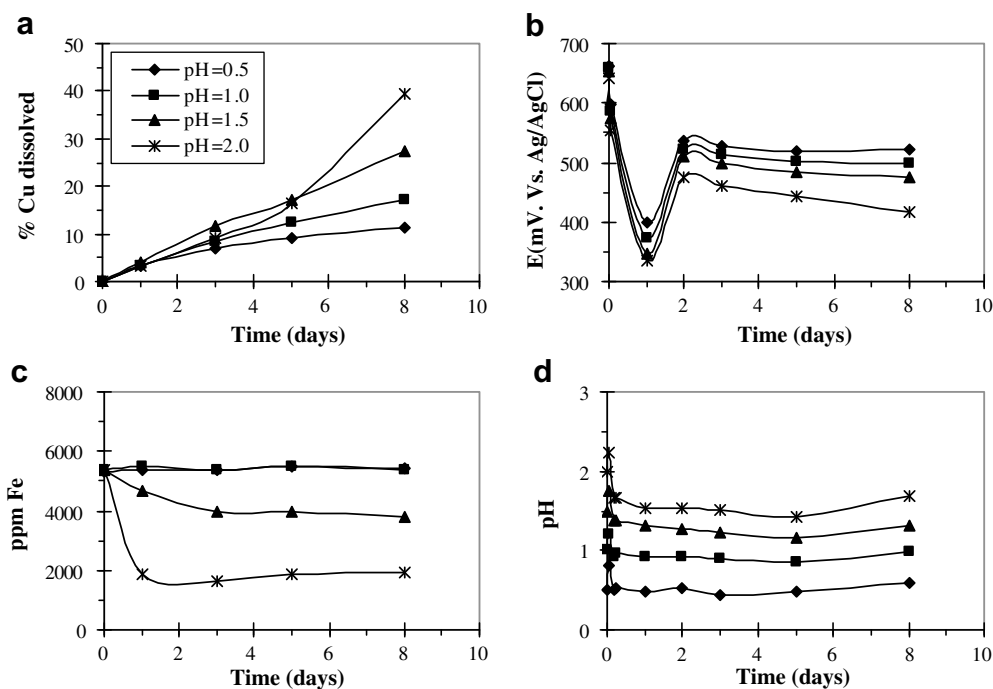 a
50
40
30
20
10
0
% Cu dissolved
pH=0.5
pH=1.0
pH=1.5
pH=2.0
0 2 4 6 8 10
Time (days)
b
700
600
500
400
300
E(mV. Vs. Ag/AgCl)
0 2 4 6 8 10
Time (days)
c
8000
6000
4000
2000
0
ppm Fe
0 2 4 6 8 10
Time (days)
d
3
2
1
0
pH
0 2 4 6 8 10
Time (days)